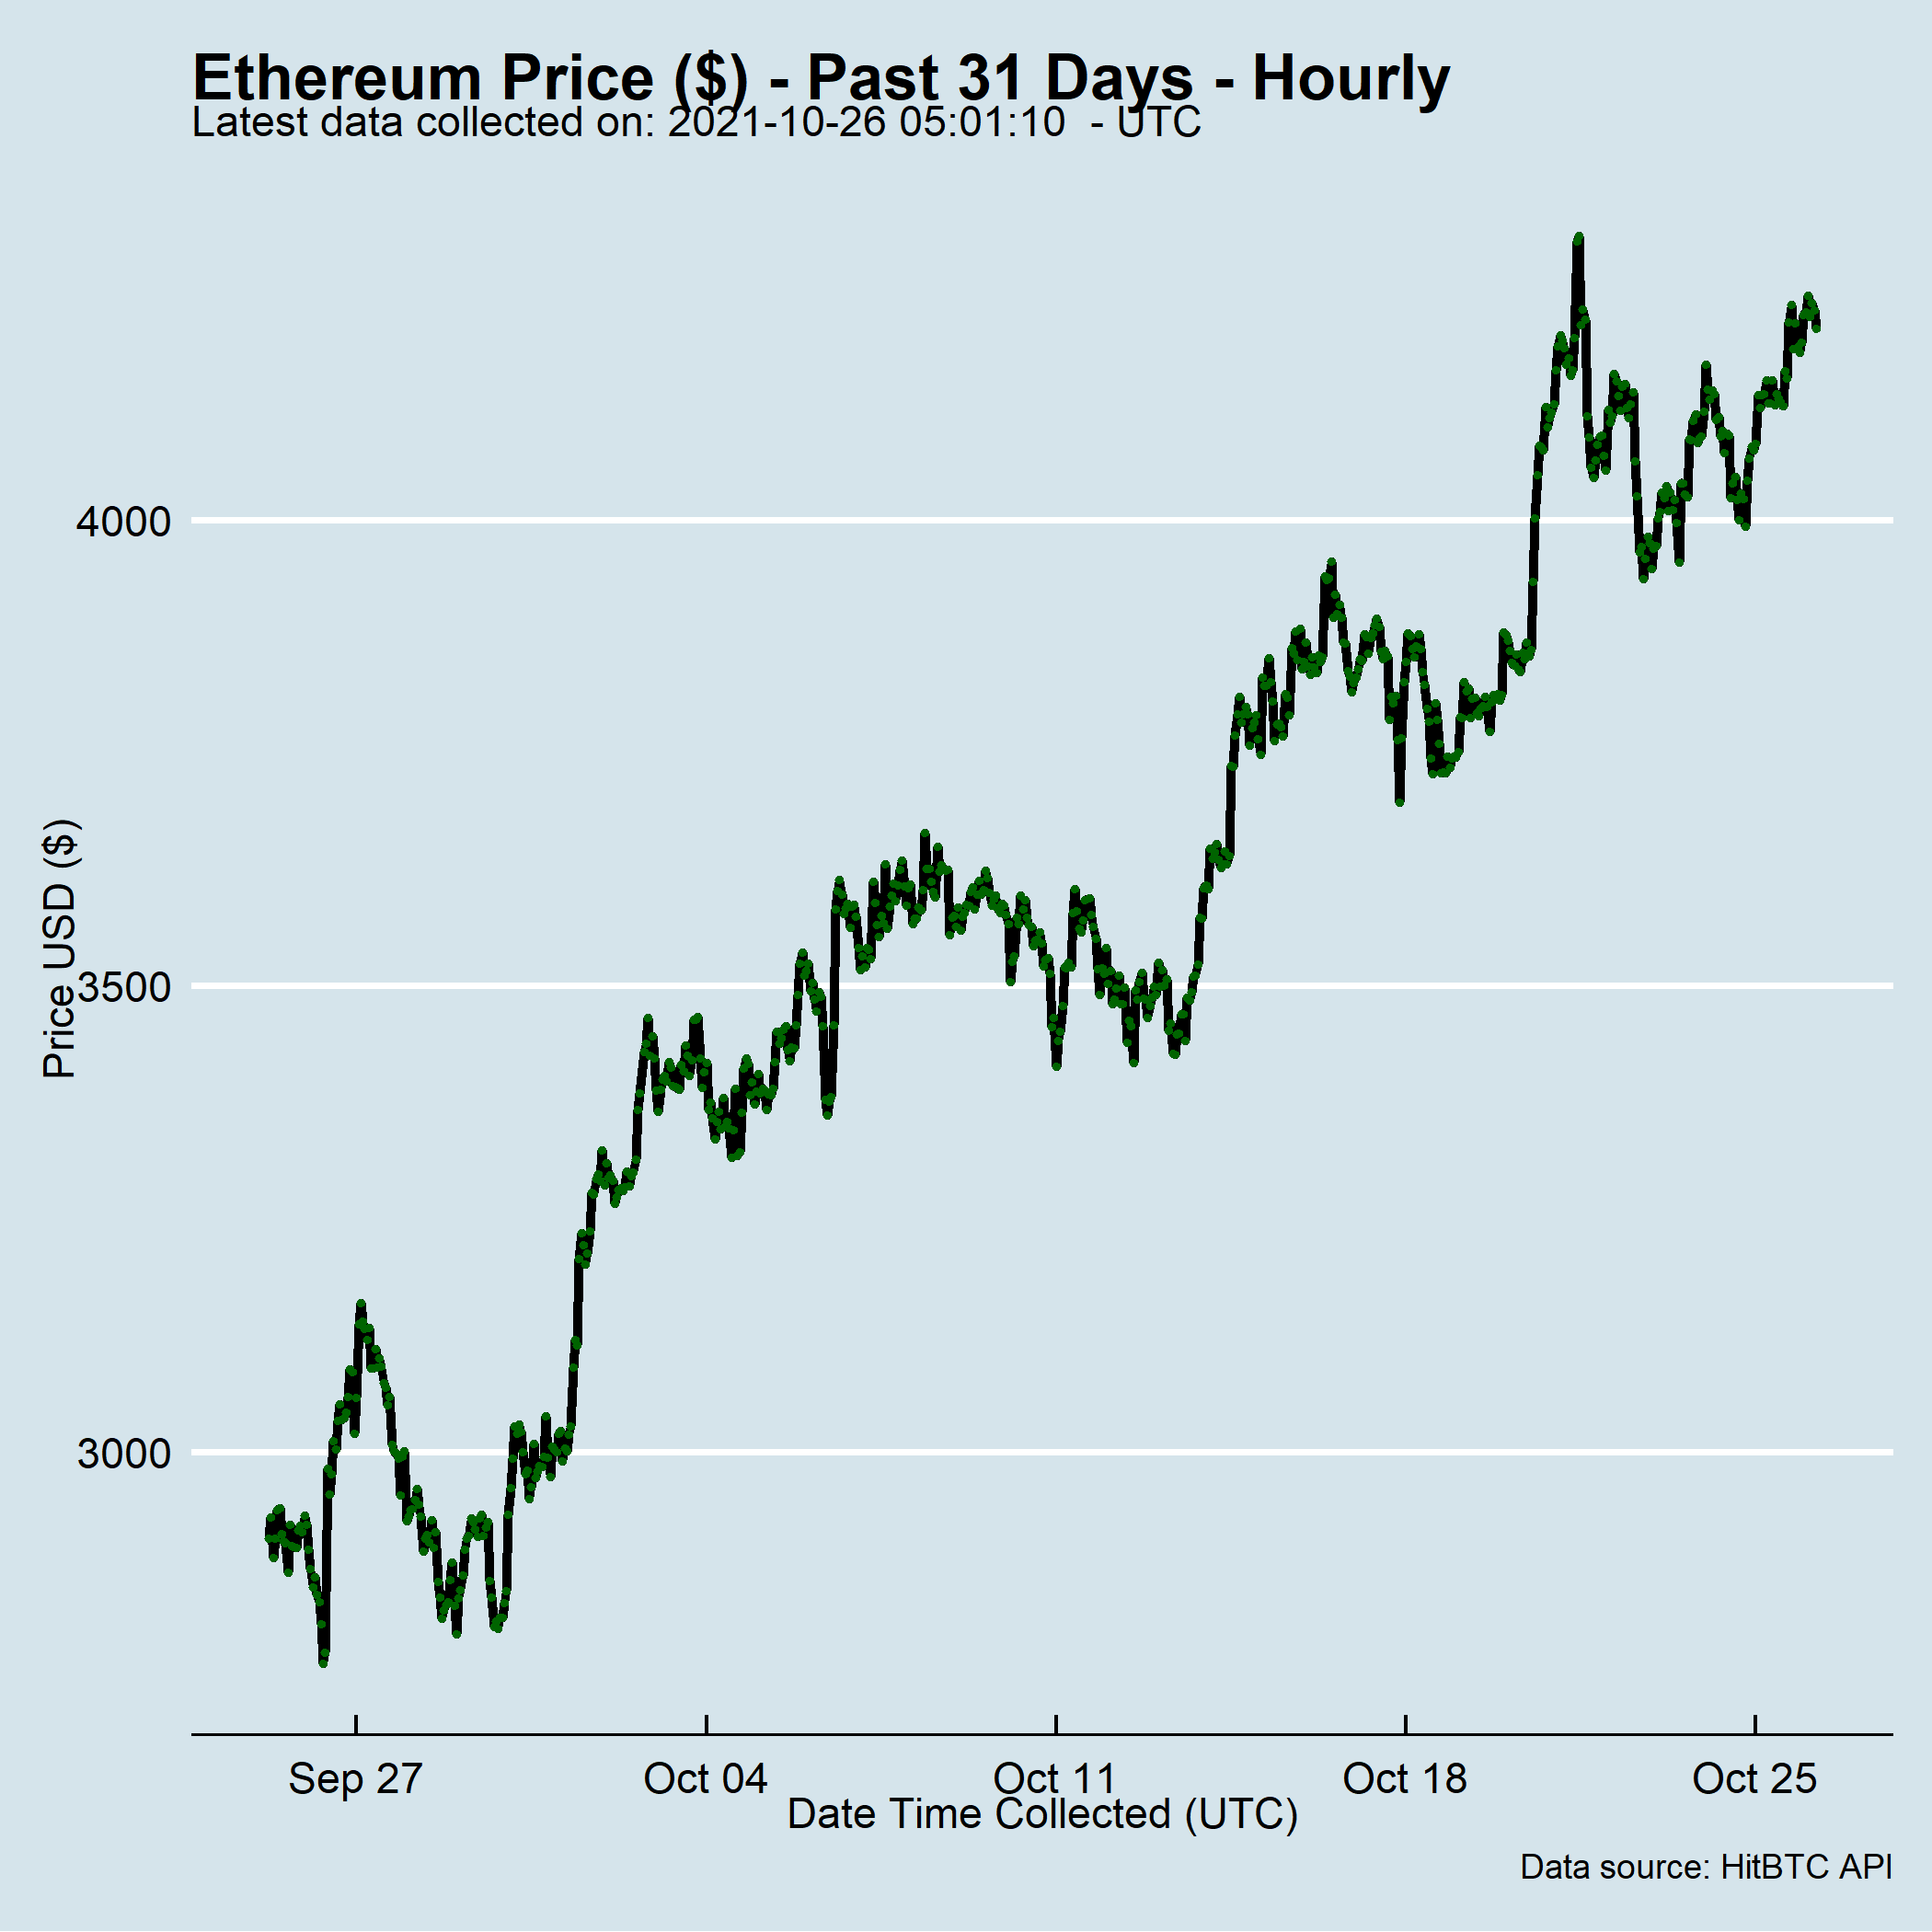 Ethereum Price ($) - Past 31 Days - Hourly
Latest data collected on: 2021-10-26 05:01:10  - UTC
Price USD ($)
4000
3500
3000
Sep 27
Oct 04
Oct 11
Oct 18
Oct 25
Date Time Collected (UTC)
Data source: HitBTC API